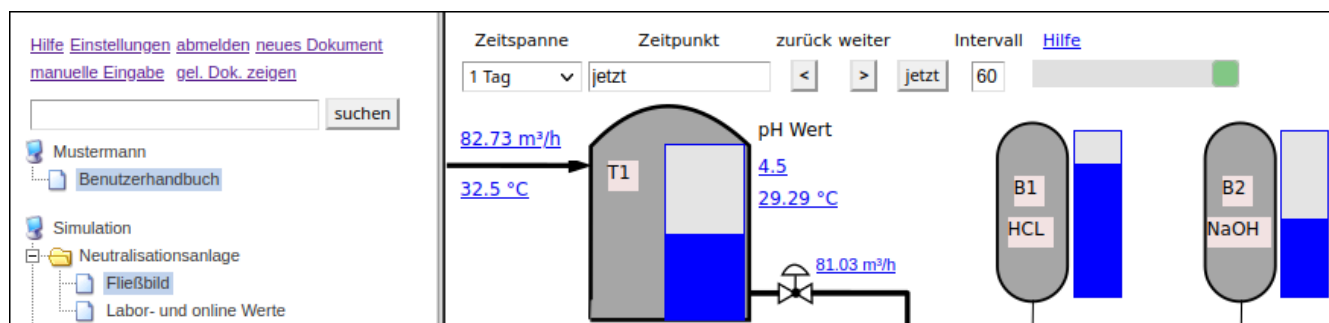 Hilfe Einstellungen abmelden neues Dokument
manuelle Eingabe gel. Dok. zeigen
suchen
Mustermann
Benutzerhandbuch
Simulation
Neutralisationsanlage
Fließbild
Labor- und online Werte
Zeitspanne Zeitpunkt zurück weiter Intervall Hilfe
1 Tag jetzt < > jetzt 60
82.73 m³/h
32.5 °C
T1
pH Wert
4.5
29.29 °C
81.03 m³/h
B1
HCL
B2
NaOH